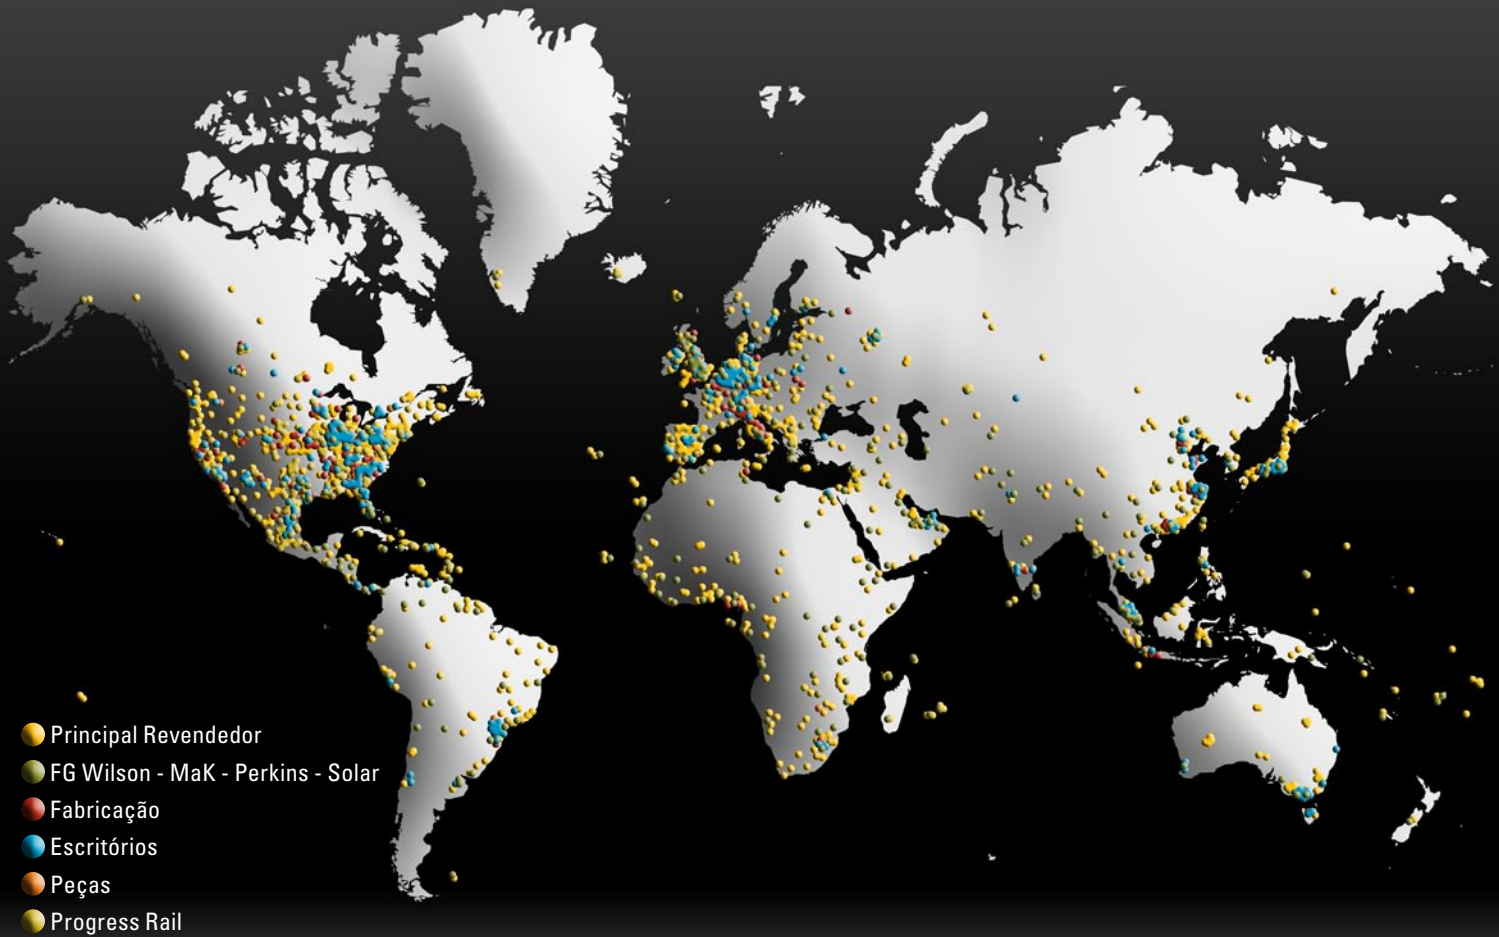 Principal Revendedor
FG Wilson - MaK - Perkins - Solar
Fabricação
Escritórios
Peças
Progress Rail